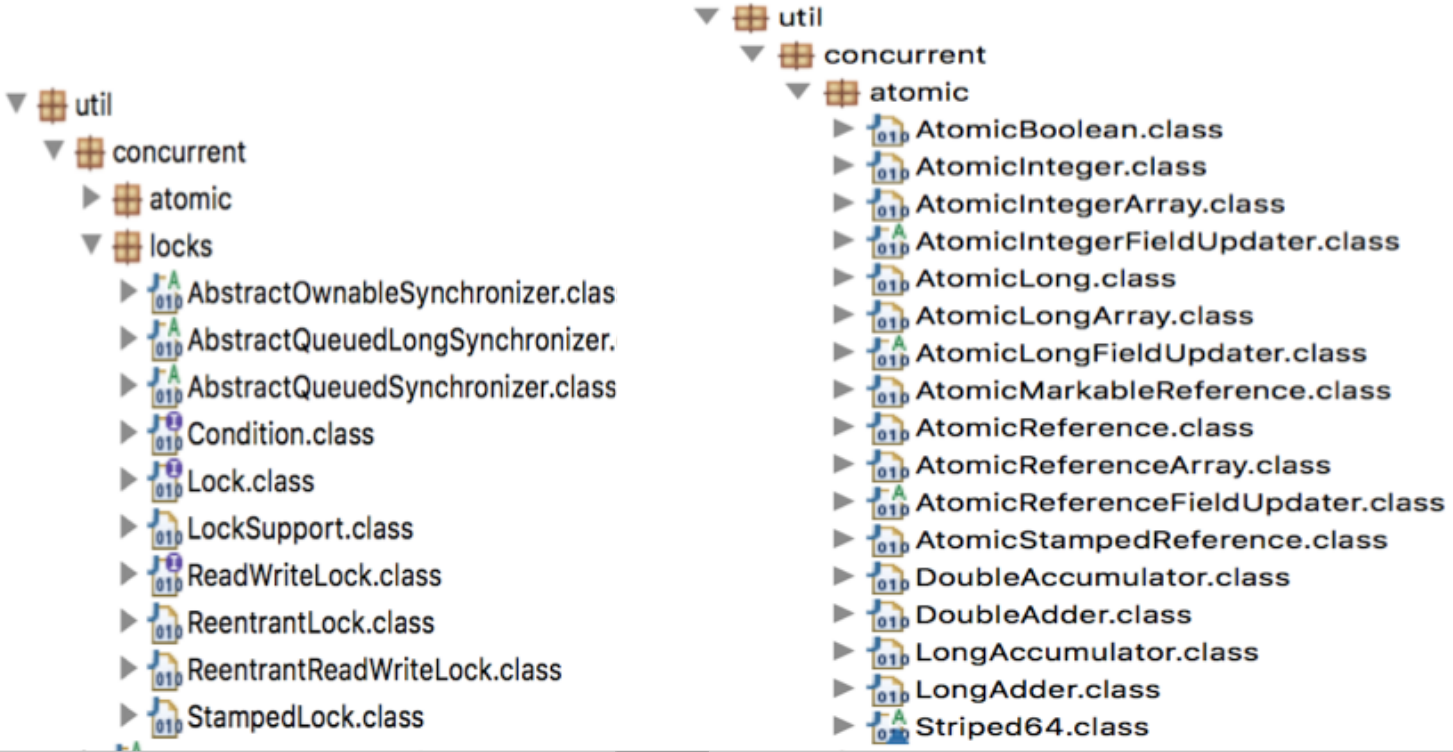 util
concurrent
atomic
locks
AbstractOwnableSynchronizer.clas
AbstractQueuedLongSynchronizer.
AbstractQueuedSynchronizer.class
Condition.class
Lock.class
LockSupport.class
ReadWriteLock.class
ReentrantLock.class
ReentrantReadWriteLock.class
StampedLock.class
util
concurrent
atomic
AtomicBoolean.class
AtomicInteger.class
AtomicIntegerArray.class
AtomicIntegerFieldUpdater.class
AtomicLong.class
AtomicLongArray.class
AtomicLongFieldUpdater.class
AtomicMarkableReference.class
AtomicReference.class
AtomicReferenceArray.class
AtomicReferenceFieldUpdater.class
AtomicStampedReference.class
DoubleAccumulator.class
DoubleAdder.class
LongAccumulator.class
LongAdder.class
Striped64.class